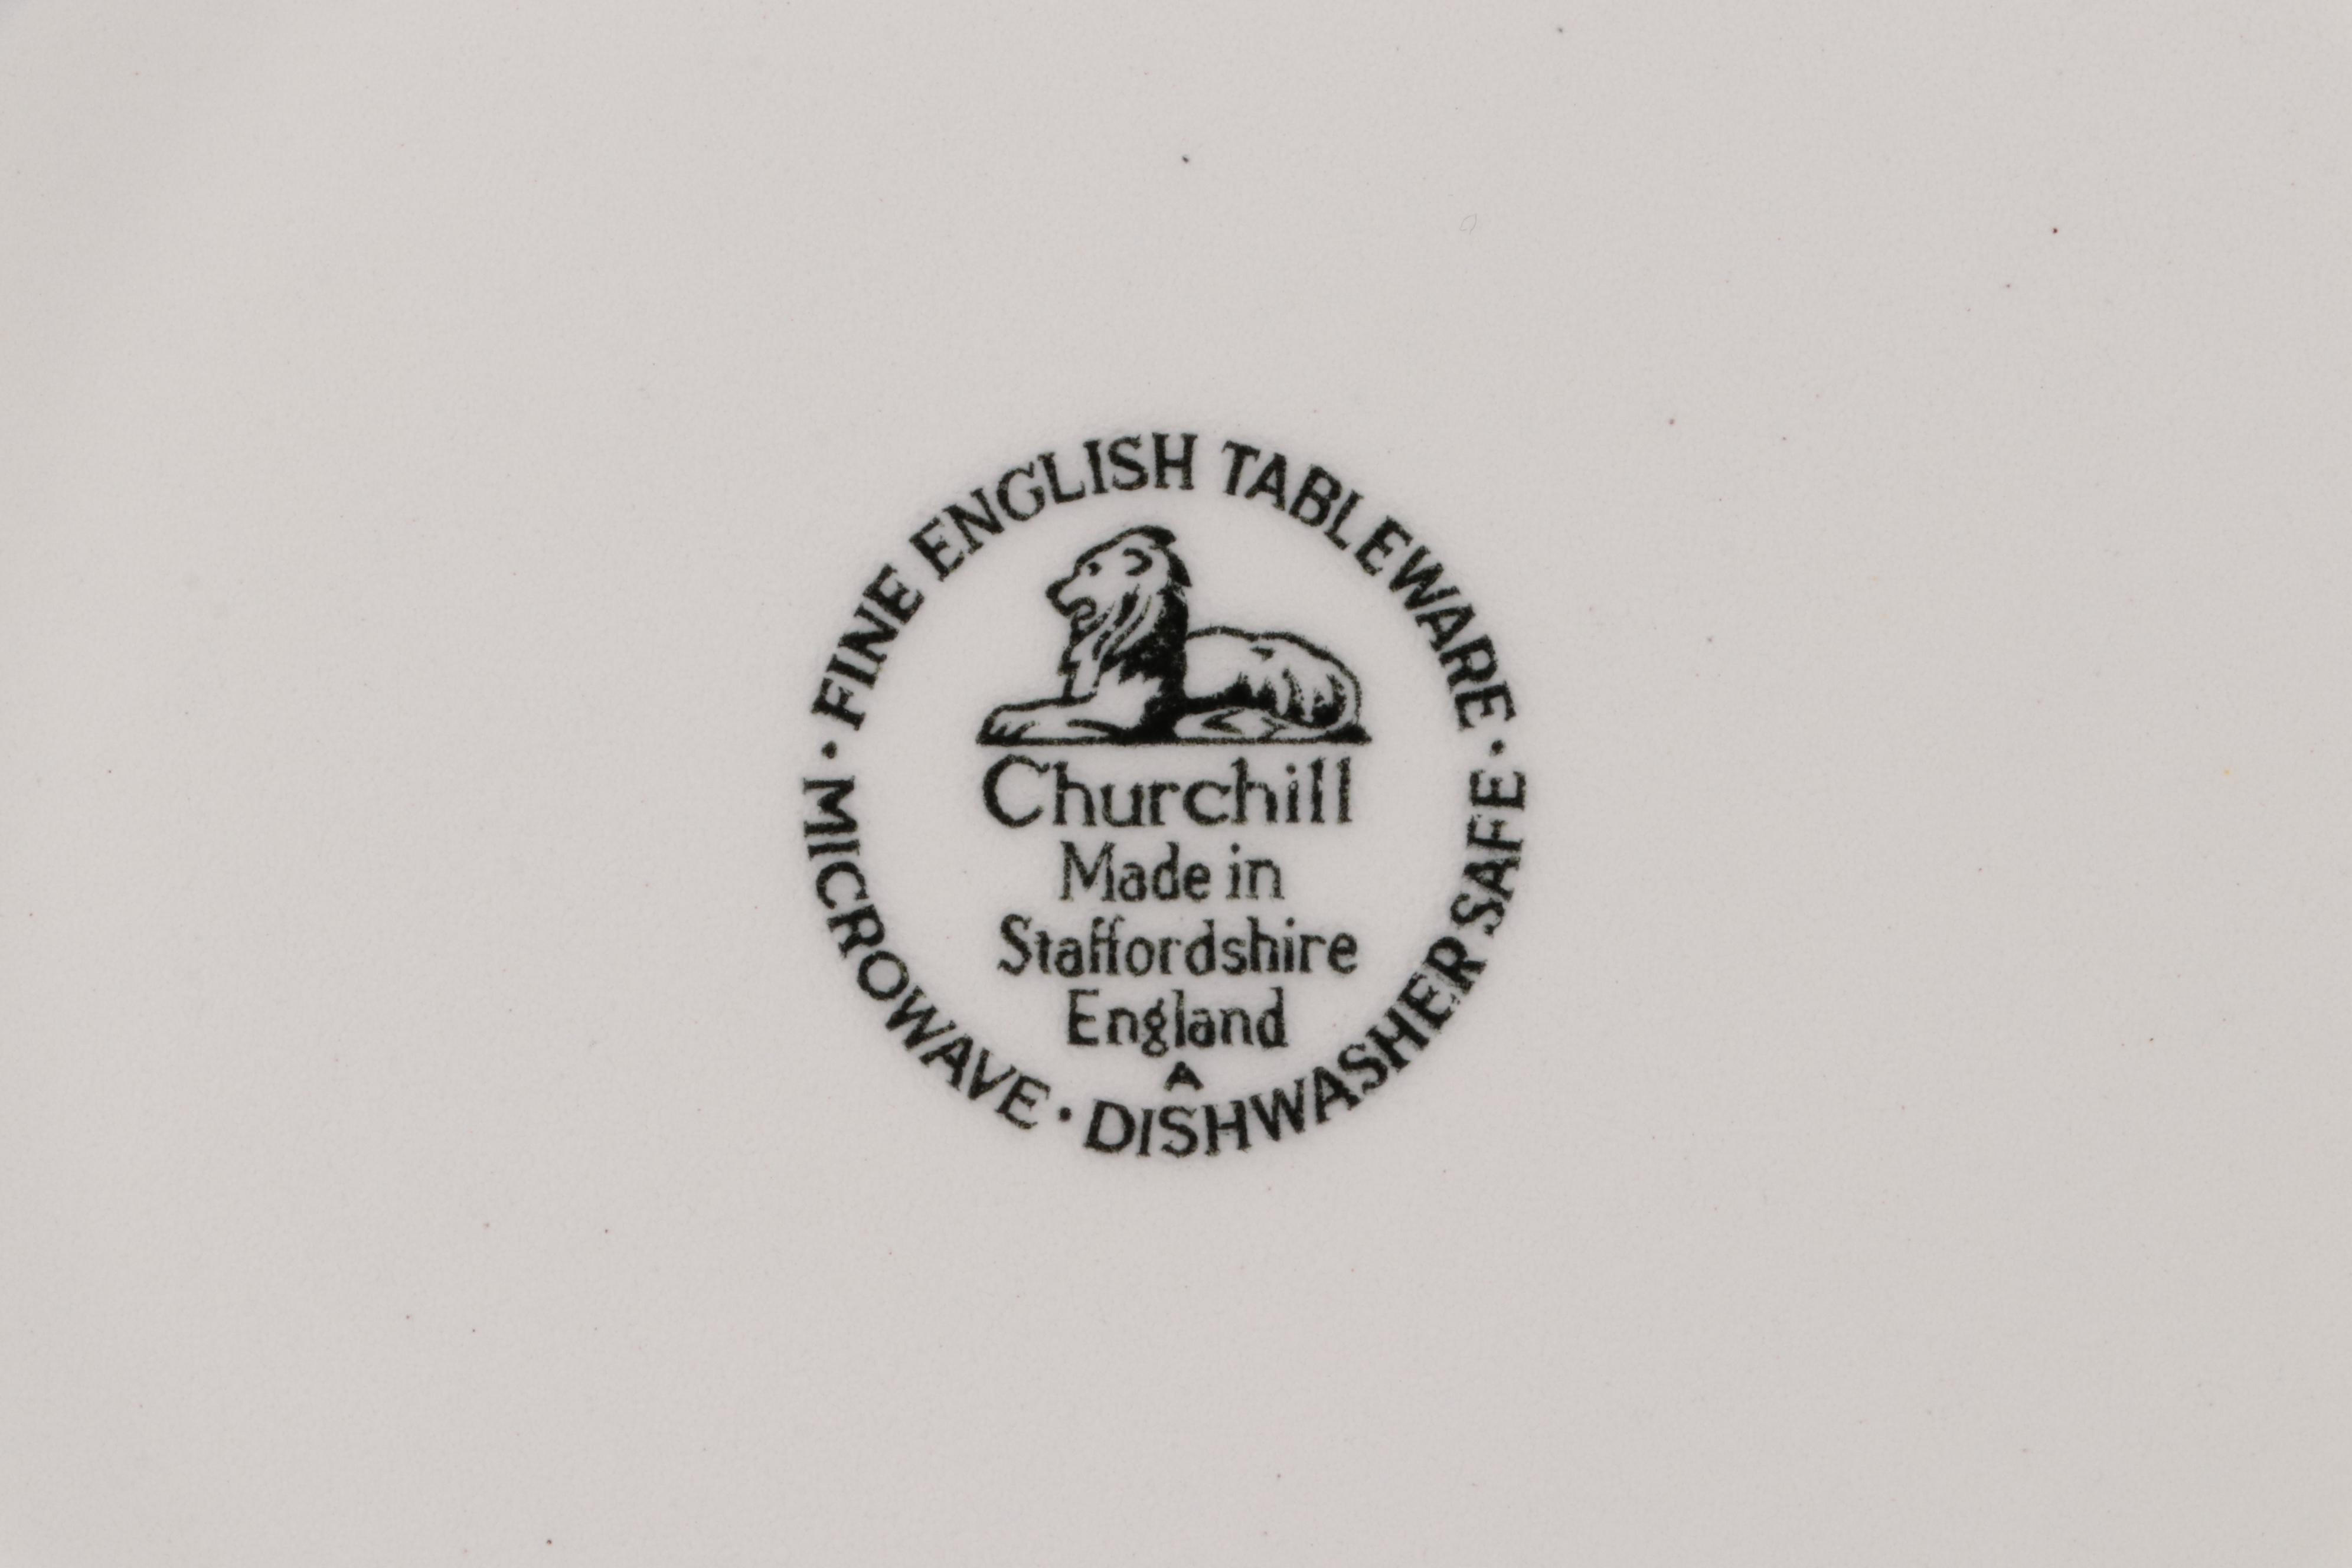 • FINE ENGLISH TABLEWARE •
Churchill
Made in
Staffordshire
England
A
MICROWAVE • DISHWASHER SAFE